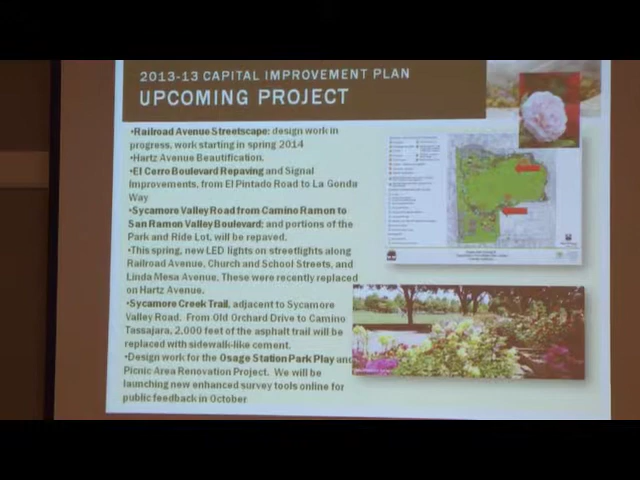 2013-13 CAPITAL IMPROVEMENT PLAN
UPCOMING PROJECT
•Railroad Avenue Streetscape: design work in
progress, work starting in spring 2014
•Hartz Avenue Beautification.
•El Cerro Boulevard Repaving and Signal
Improvements, from El Pintado Road to La Gonda
Way
•Sycamore Valley Road from Camino Ramon to
San Ramon Valley Boulevard; and portions of the
Park and Ride Lot, will be repaved.
•This spring, new LED lights on streetlights along
Railroad Avenue, Church and School Streets, and
Linda Mesa Avenue. These were recently replaced
on Hartz Avenue.
•Sycamore Creek Trail, adjacent to Sycamore
Valley Road. From Old Orchard Drive to Camino
Tassajara, 2,000 feet of the asphalt trail will be
replaced with sidewalk-like cement.
•Design work for the Osage Station Park Play and
Picnic Area Renovation Project. We will be
launching new enhanced survey tools online for
public feedback in October